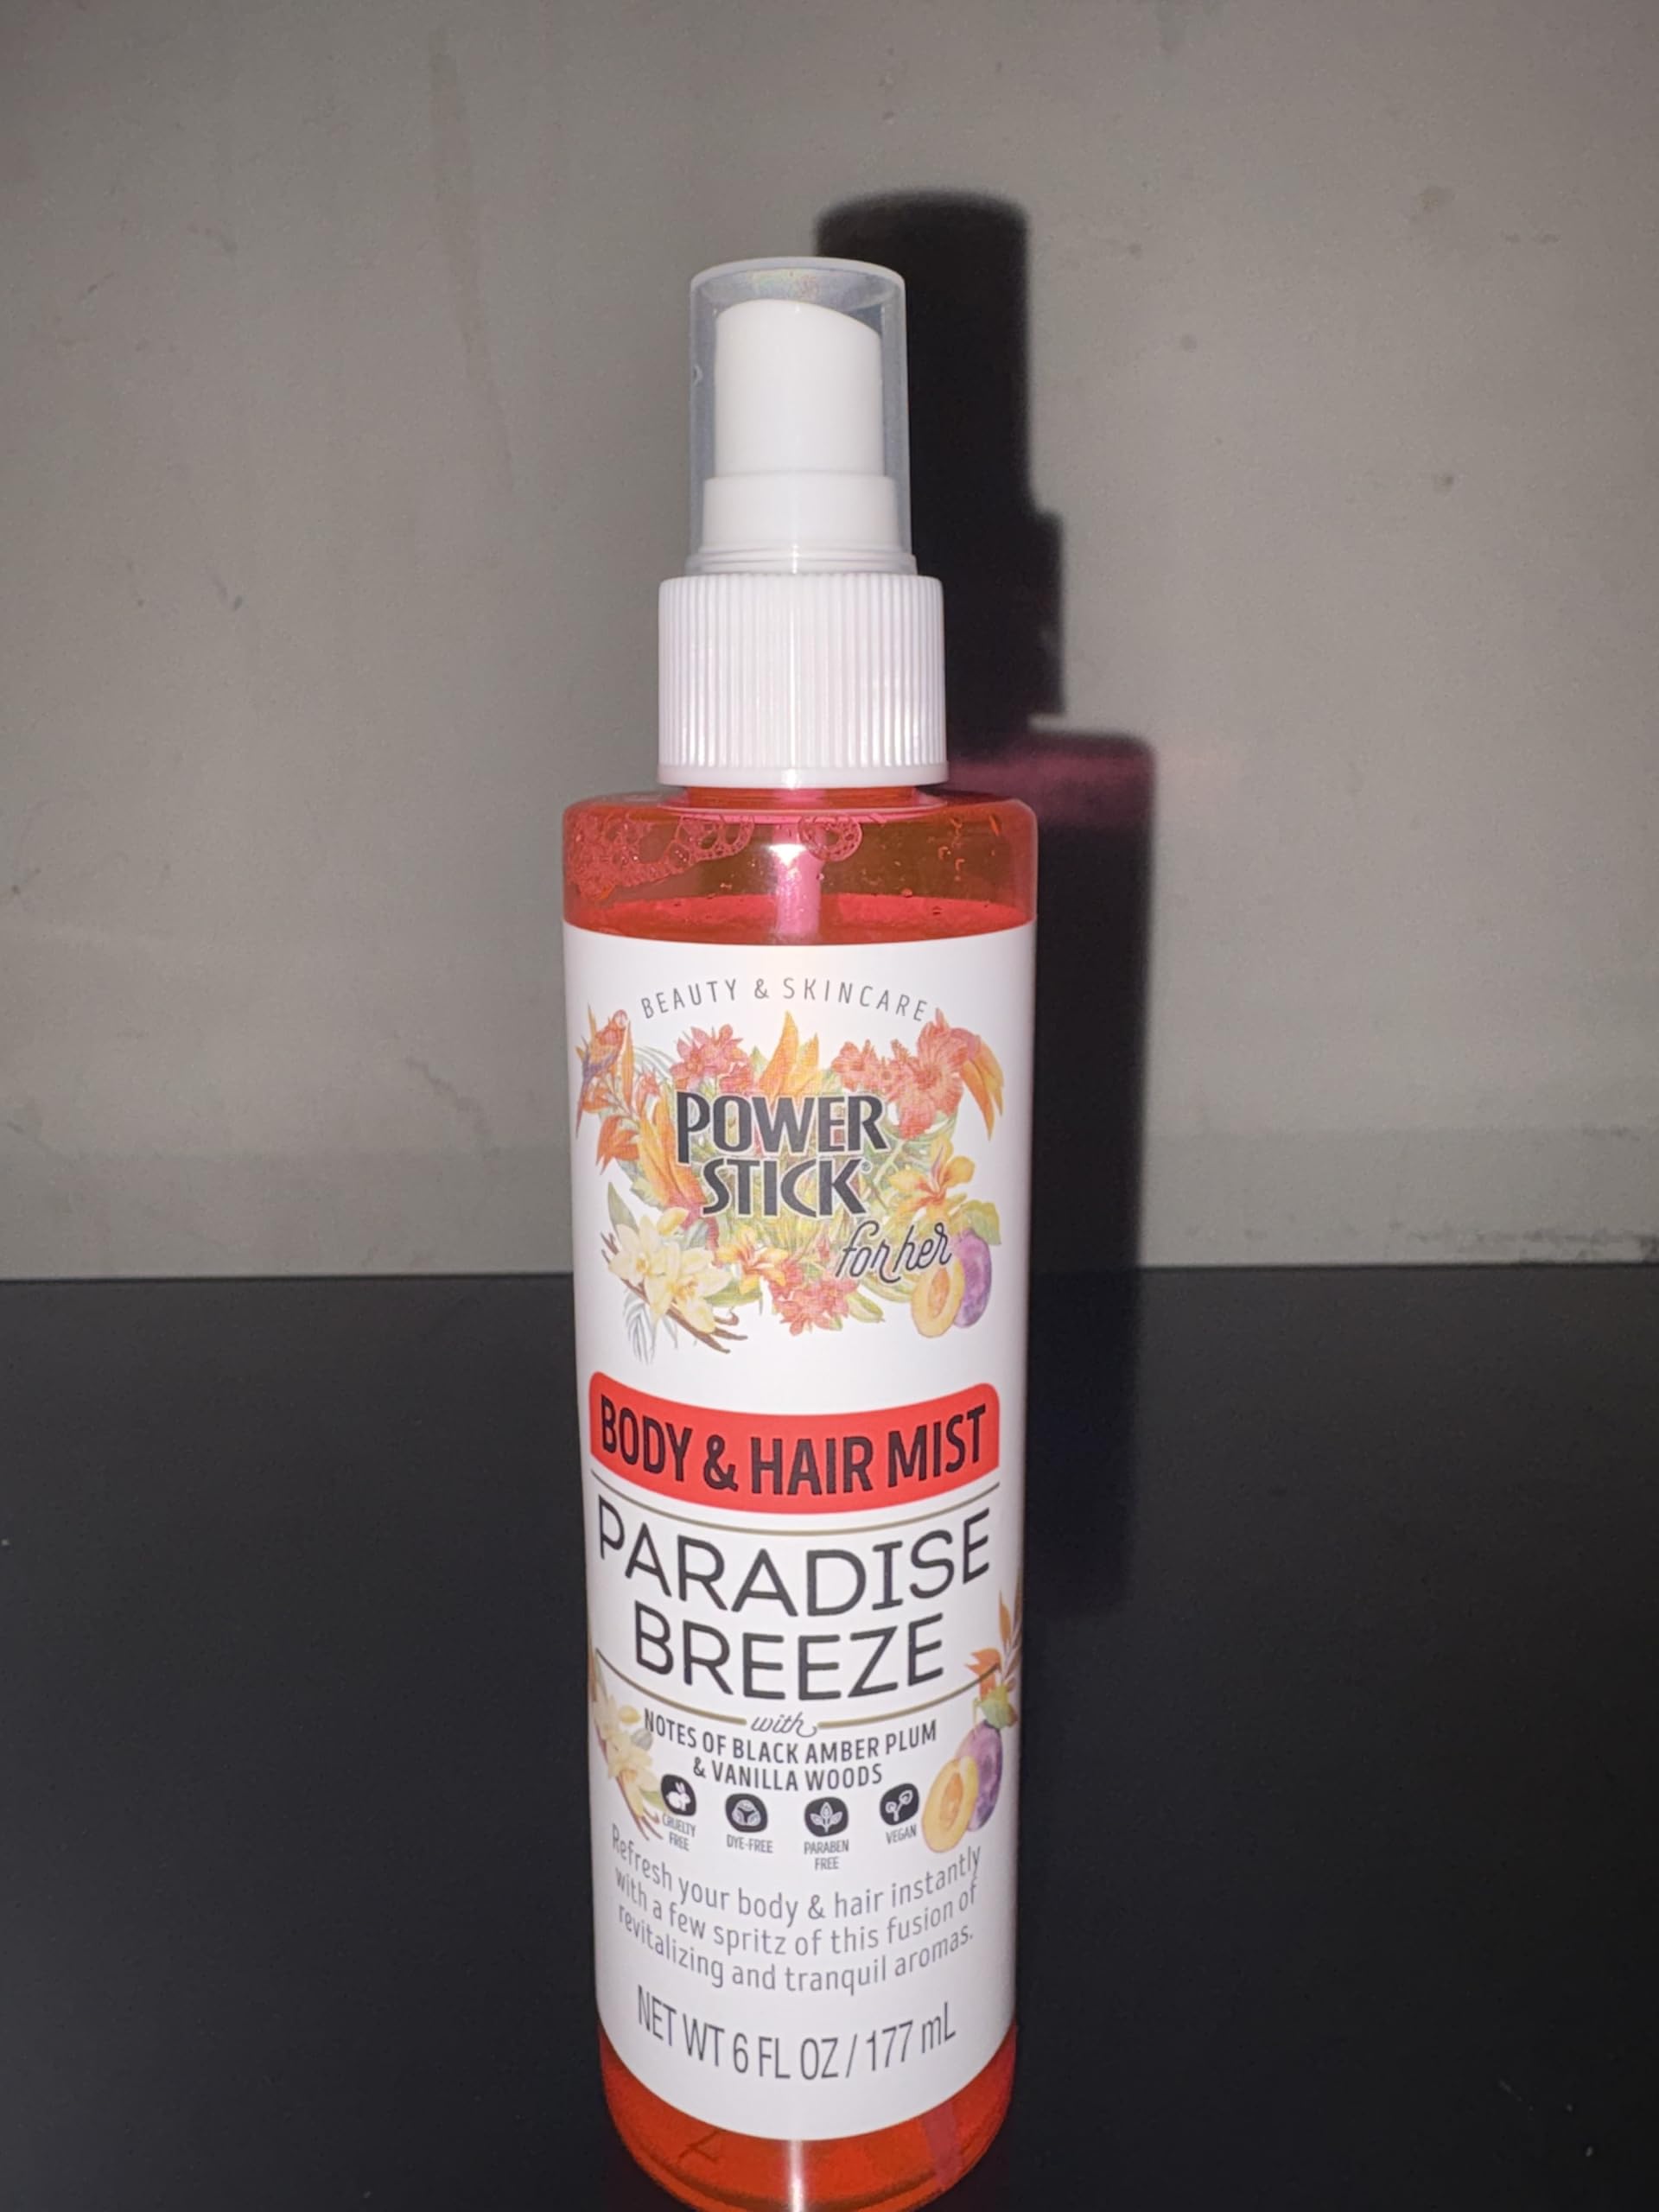 BEAUTY & SKINCARE
POWER
STICK®
for her
BODY & HAIR MIST
PARADISE
BREEZE
with
NOTES OF BLACK AMBER PLUM
& VANILLA WOODS
CRUELTY FREE
DYE-FREE
PARABEN FREE
VEGAN
Refresh your body & hair instantly
with a few spritz of this fusion of
revitalizing and tranquil aromas.
NET WT 6 FL OZ / 177 mL